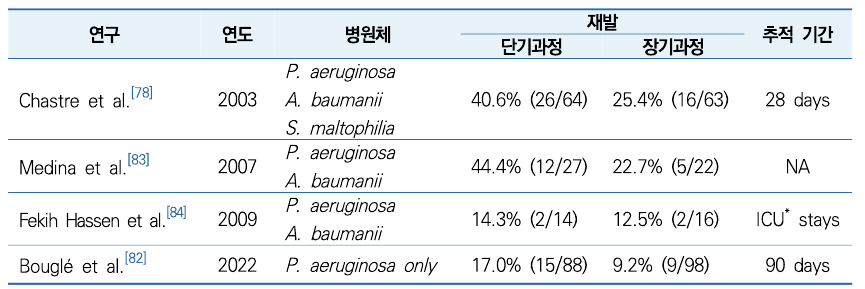 연구 연도 병원체 재발 추적 기간
단기과정 장기과정
Chastre et al.[78] 2003 P. aeruginosa A. baumanii S. maltophilia 40.6% (26/64) 25.4% (16/63) 28 days
Medina et al.[83] 2007 P. aeruginosa A. baumanii 44.4% (12/27) 22.7% (5/22) NA
Fekih Hassen et al.[84] 2009 P. aeruginosa A. baumanii 14.3% (2/14) 12.5% (2/16) ICU* stays
Bouglé et al.[82] 2022 P. aeruginosa only 17.0% (15/88) 9.2% (9/98) 90 days